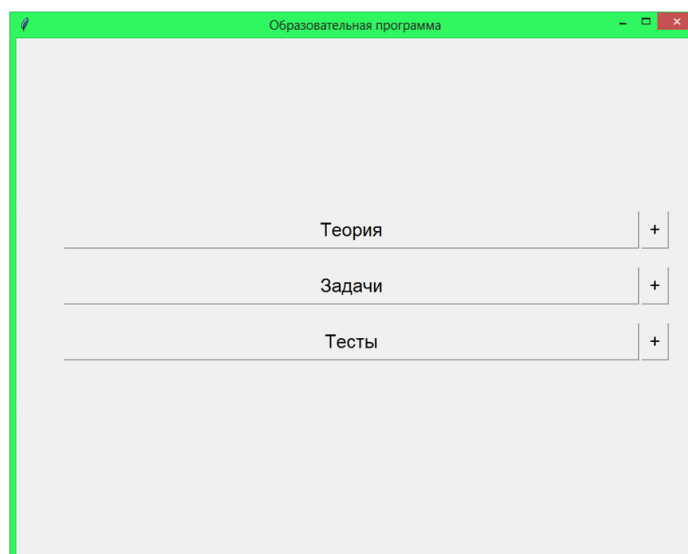 Образовательная программа
Теория +
Задачи +
Тесты +